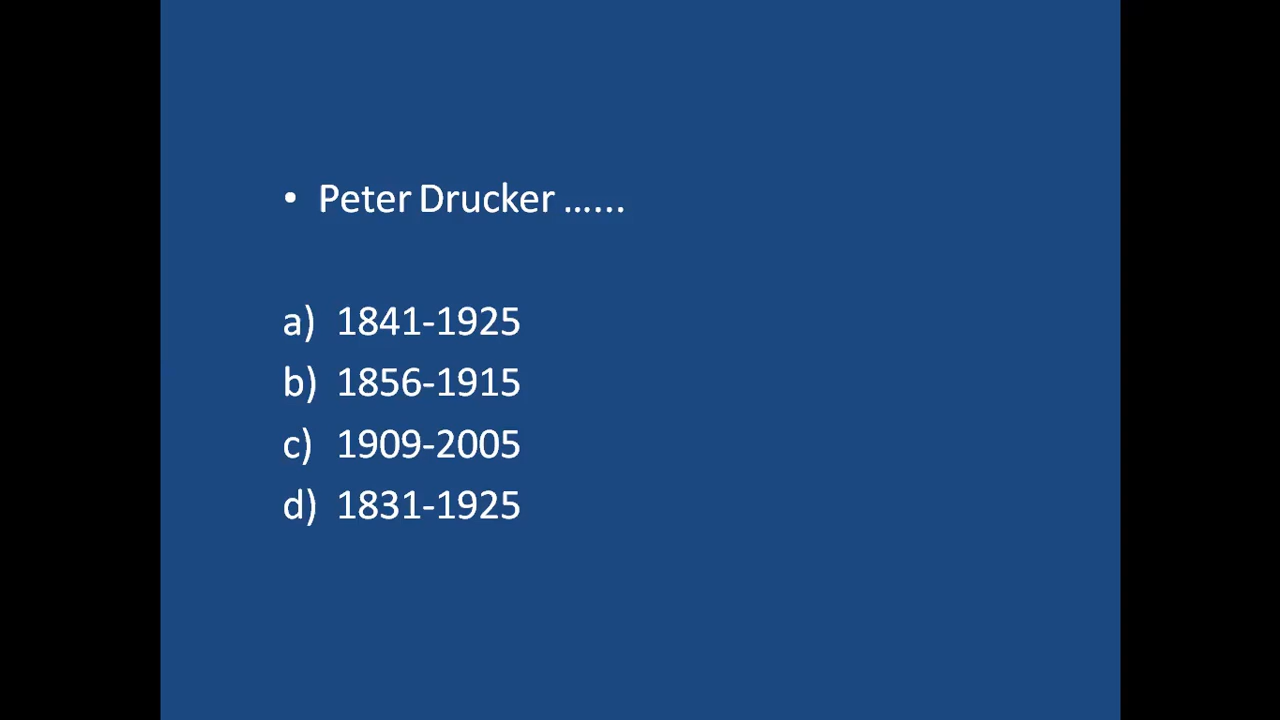 • Peter Drucker ......
a) 1841-1925
b) 1856-1915
c) 1909-2005
d) 1831-1925